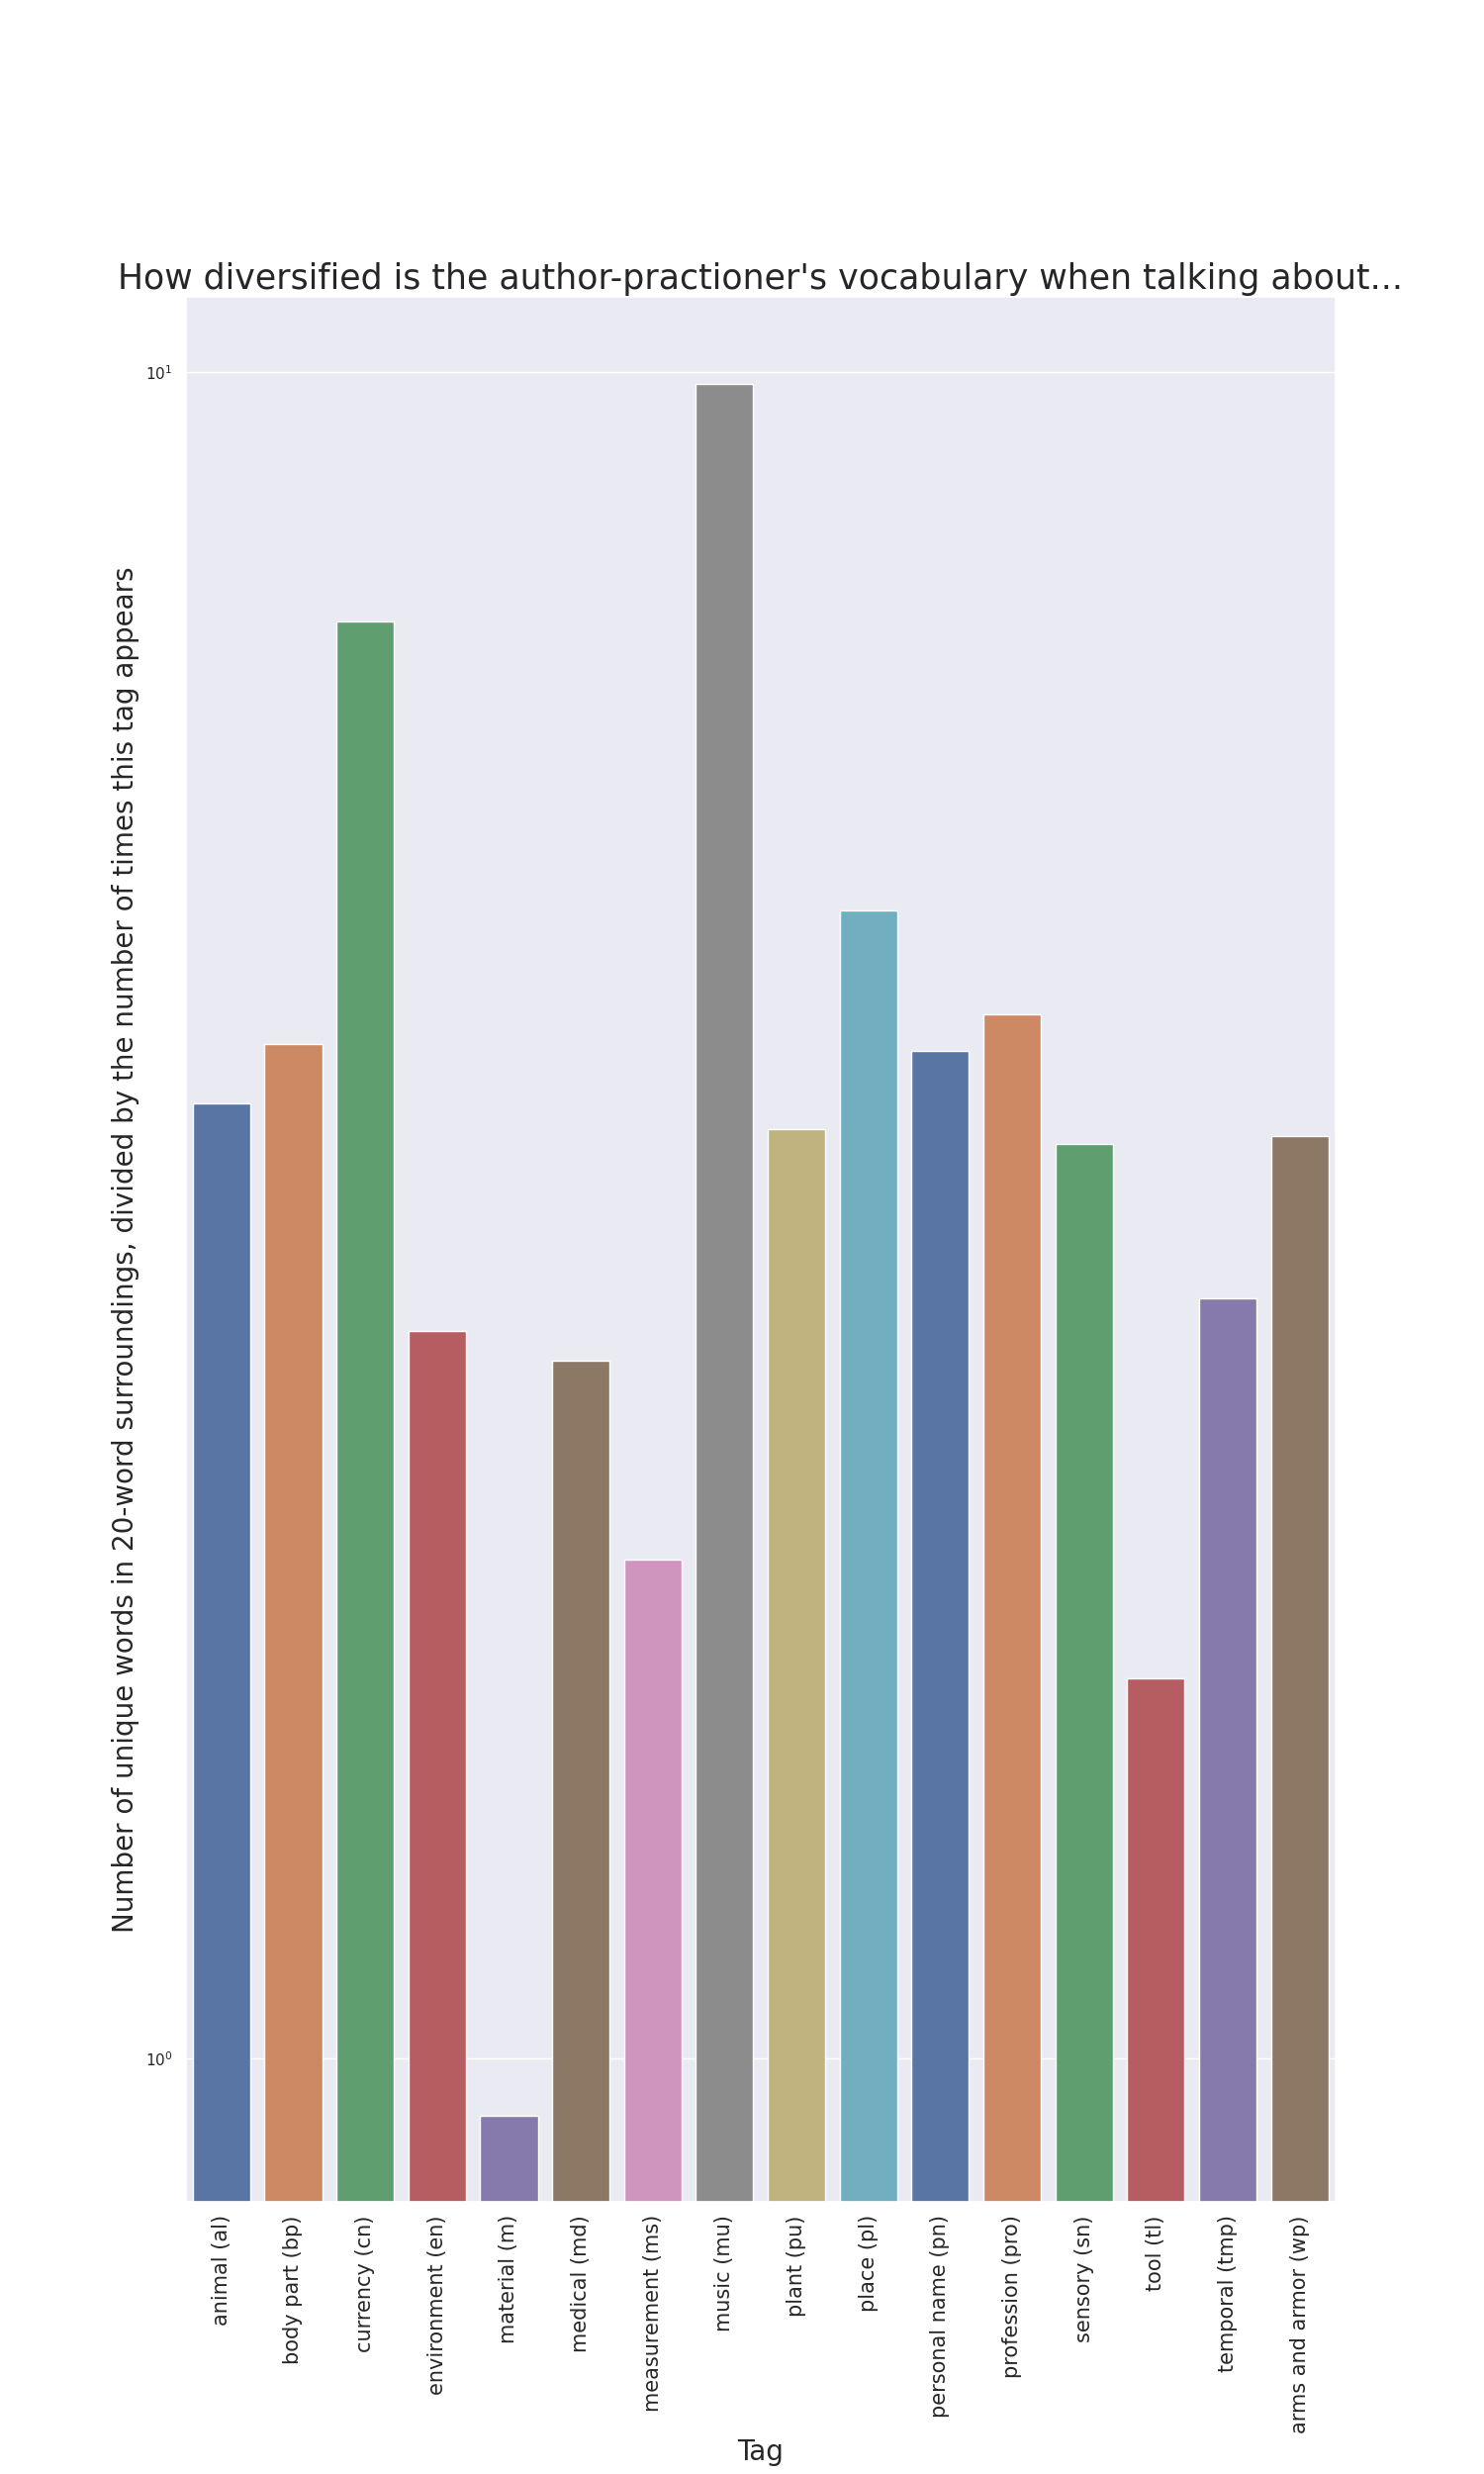 How diversified is the author-practioner's vocabulary when talking about...
Number of unique words in 20-word surroundings, divided by the number of times this tag appears
10¹
10⁰
animal (al)
body part (bp)
currency (cn)
environment (en)
material (m)
medical (md)
measurement (ms)
music (mu)
plant (pu)
place (pl)
personal name (pn)
profession (pro)
sensory (sn)
tool (tl)
temporal (tmp)
arms and armor (wp)
Tag